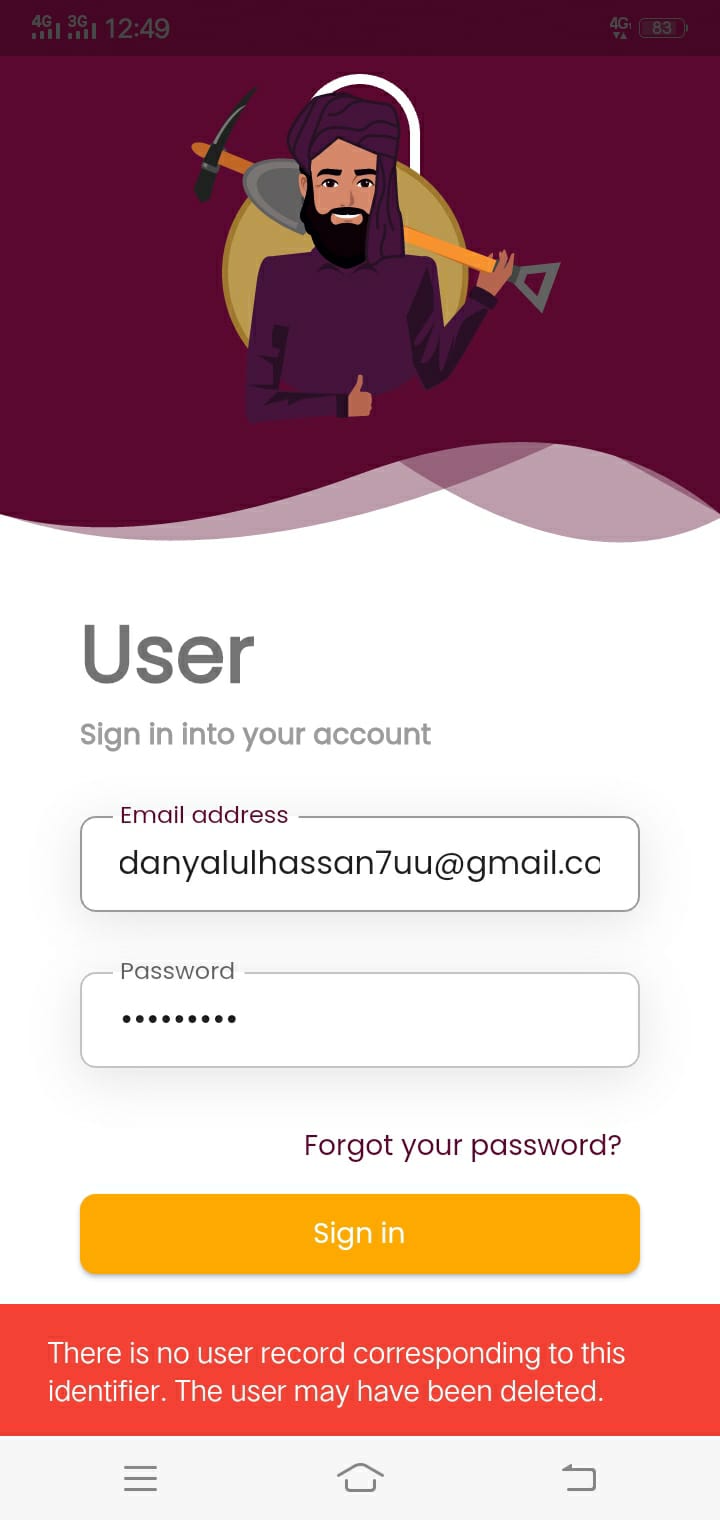 4G 3G 12:49 4G 83
User
Sign in into your account
Email address
danyalulhassan7uu@gmail.co
Password
•••••••••
Forgot your password?
Sign in
There is no user record corresponding to this
identifier. The user may have been deleted.